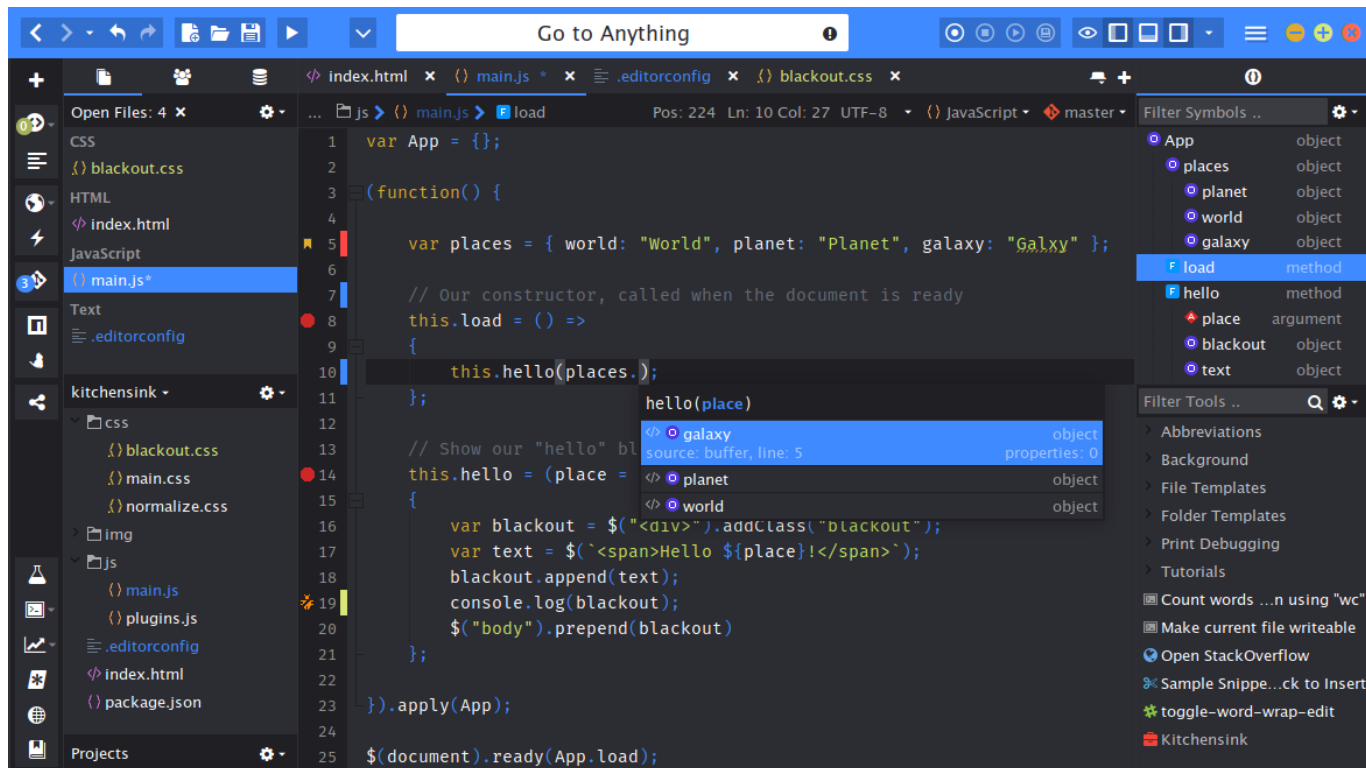 Go to Anything
index.html
main.js *
.editorconfig
blackout.css
Open Files: 4
... js main.js load
Pos: 224 Ln: 10 Col: 27 UTF-8 JavaScript master
Filter Symbols ..
CSS
blackout.css
HTML
index.html
JavaScript
main.js*
Text
.editorconfig
kitchensink
css
blackout.css
main.css
normalize.css
img
js
main.js
plugins.js
.editorconfig
index.html
package.json
Projects
0
3
1 var App = {};
2
3 (function() {
4
5 var places = { world: "World", planet: "Planet", galaxy: "Galxy" };
6
7 // Our constructor, called when the document is ready
8 this.load = () =>
9 {
10 this.hello(places.);
11 };
12
13 // Show our "hello" bl
14 this.hello = (place =
15 {
16 var blackout = $("<div>").addClass("blackout");
17 var text = $(`<span>Hello ${place}!</span>`);
18 blackout.append(text);
19 console.log(blackout);
20 $("body").prepend(blackout)
21 };
22
23 }).apply(App);
24
25 $(document).ready(App.load);
hello(place)
galaxy object
source: buffer, line: 5 properties: 0
planet object
world object
App object
places object
planet object
world object
galaxy object
load method
hello method
place argument
blackout object
text object
Filter Tools ..
Abbreviations
Background
File Templates
Folder Templates
Print Debugging
Tutorials
Count words ...n using "wc"
Make current file writeable
Open StackOverflow
Sample Snippe...ck to Insert
toggle-word-wrap-edit
Kitchensink